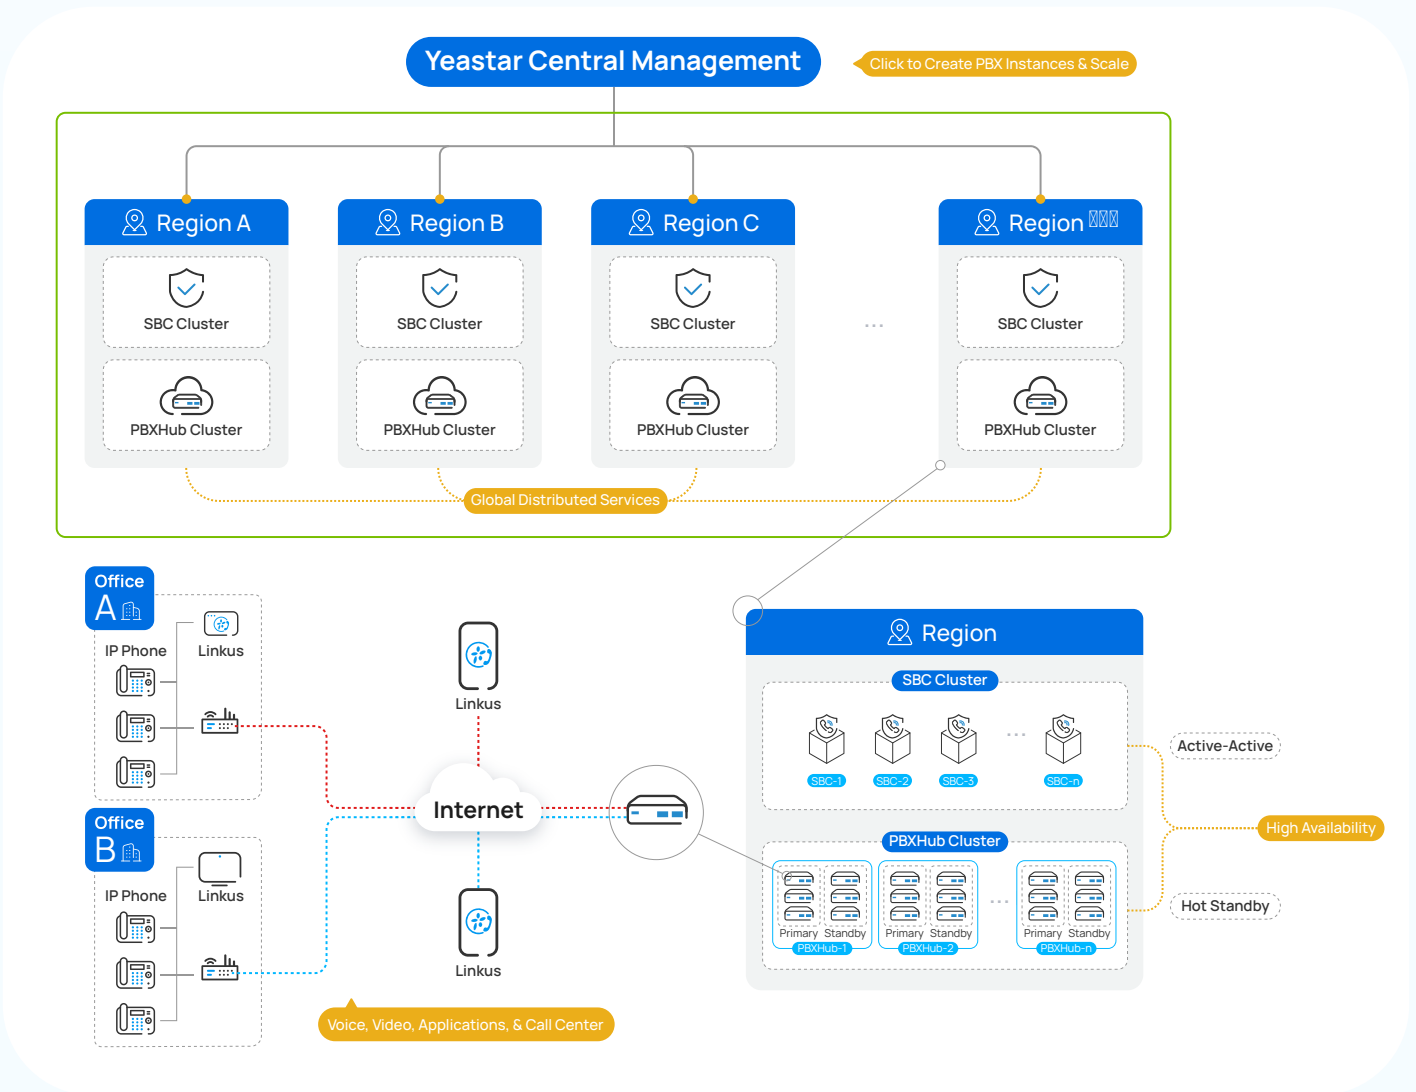 Yeastar Central Management
Click to Create PBX Instances & Scale
Region A
Region B
Region C
Region
SBC Cluster
SBC Cluster
SBC Cluster
...
SBC Cluster
PBXHub Cluster
PBXHub Cluster
PBXHub Cluster
PBXHub Cluster
Global Distributed Services
Office
A
IP Phone
Linkus
Office
B
IP Phone
Linkus
Linkus
Internet
Linkus
Voice, Video, Applications, & Call Center
Region
SBC Cluster
...
SBC-1
SBC-2
SBC-3
SBC-n
PBXHub Cluster
...
Primary
Standby
Primary
Standby
Primary
Standby
PBXHub-1
PBXHub-2
PBXHub-n
Active-Active
High Availability
Hot Standby